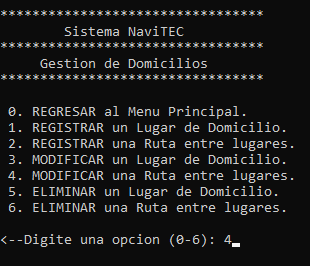 *********************************
Sistema NaviTEC
*********************************
Gestion de Domicilios
*********************************
0. REGRESAR al Menu Principal.
1. REGISTRAR un Lugar de Domicilio.
2. REGISTRAR una Ruta entre lugares.
3. MODIFICAR un Lugar de Domicilio.
4. MODIFICAR una Ruta entre lugares.
5. ELIMINAR un Lugar de Domicilio.
6. ELIMINAR una Ruta entre lugares.
<--Digite una opcion (0-6): 4